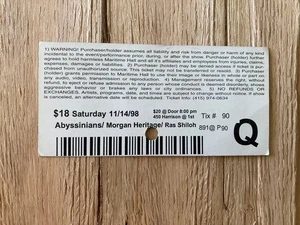 1) WARNING! Purchaser/holder assumes all liability and risk from danger or harm of any kind
incidental to the event/performance prior, during, or after the show. Purchaser (holder) further
agrees to hold harmless Maritime Hall and all it's affiliates and employees from injuries, claims,
expenses, damages or liabilities. 2) Purchaser (holder) may be denied access if ticket is pur-
chased from unauthorized source. This ticket may not be transferred or resold. 3) Purchaser
(holder) grants permission to Maritime Hall to use their image or likeness in whole or part on
any audio, video, transmission, or reproduction. 4) Management reserves the right, without
refund, to eject or refuse admission to any person whose conduct is deemed disorderly, or who
uses demeaning behavior or brakes any laws or city ordinances. 5) NO REFUNDS OR
EXCHANGES. Artists, programs, date, and times are subject to change without notice. If show
is canceled, an alternative date will be scheduled. Ticket Info: (415) 974-0634
$18 Saturday 11/14/98 $20 @ Door 8:00 pm
450 Harrison @ 1st Tix # 90
Abyssinians/ Morgan Heritage/ Ras Shiloh 891@ P90
Q